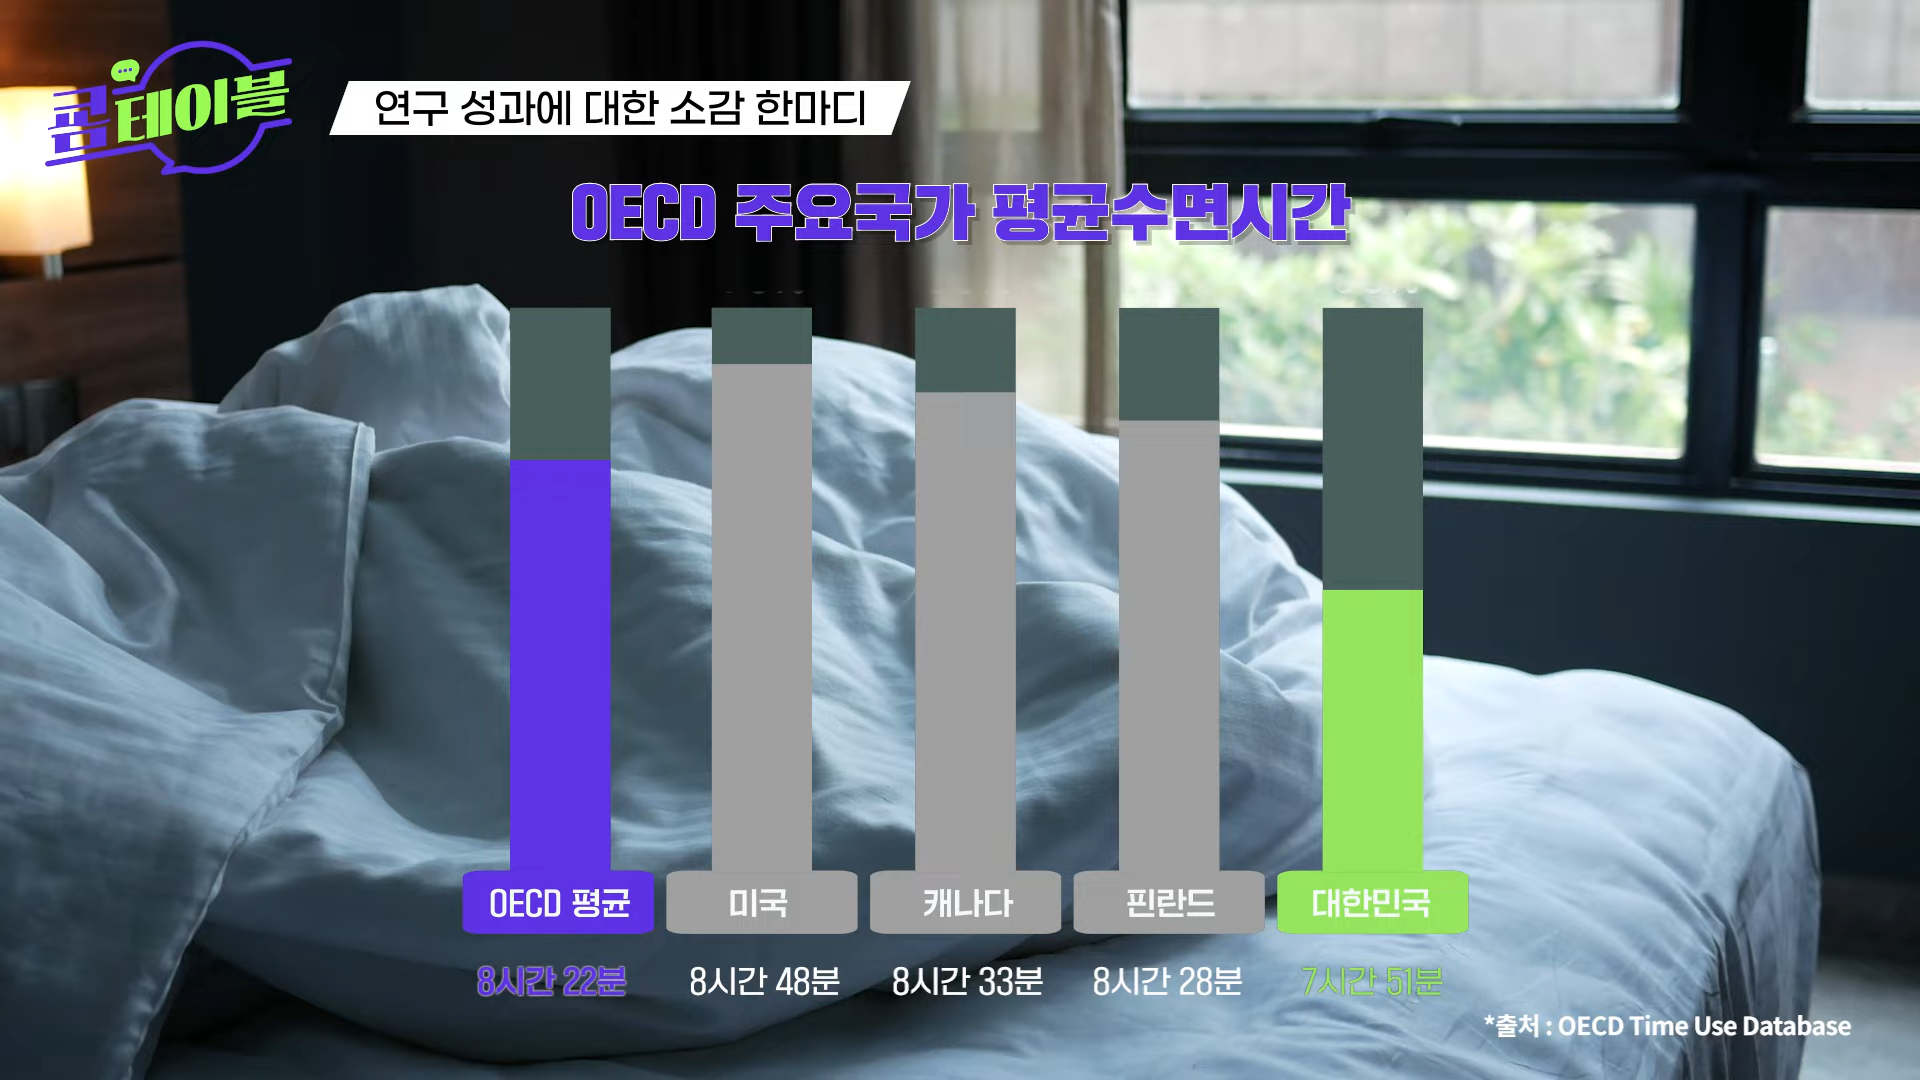 콤테이블
연구 성과에 대한 소감 한마디
OECD 주요국가 평균수면시간
OECD 평균
미국
캐나다
핀란드
대한민국
8시간 22분
8시간 48분
8시간 33분
8시간 28분
7시간 51분
*출처 : OECD Time Use Database